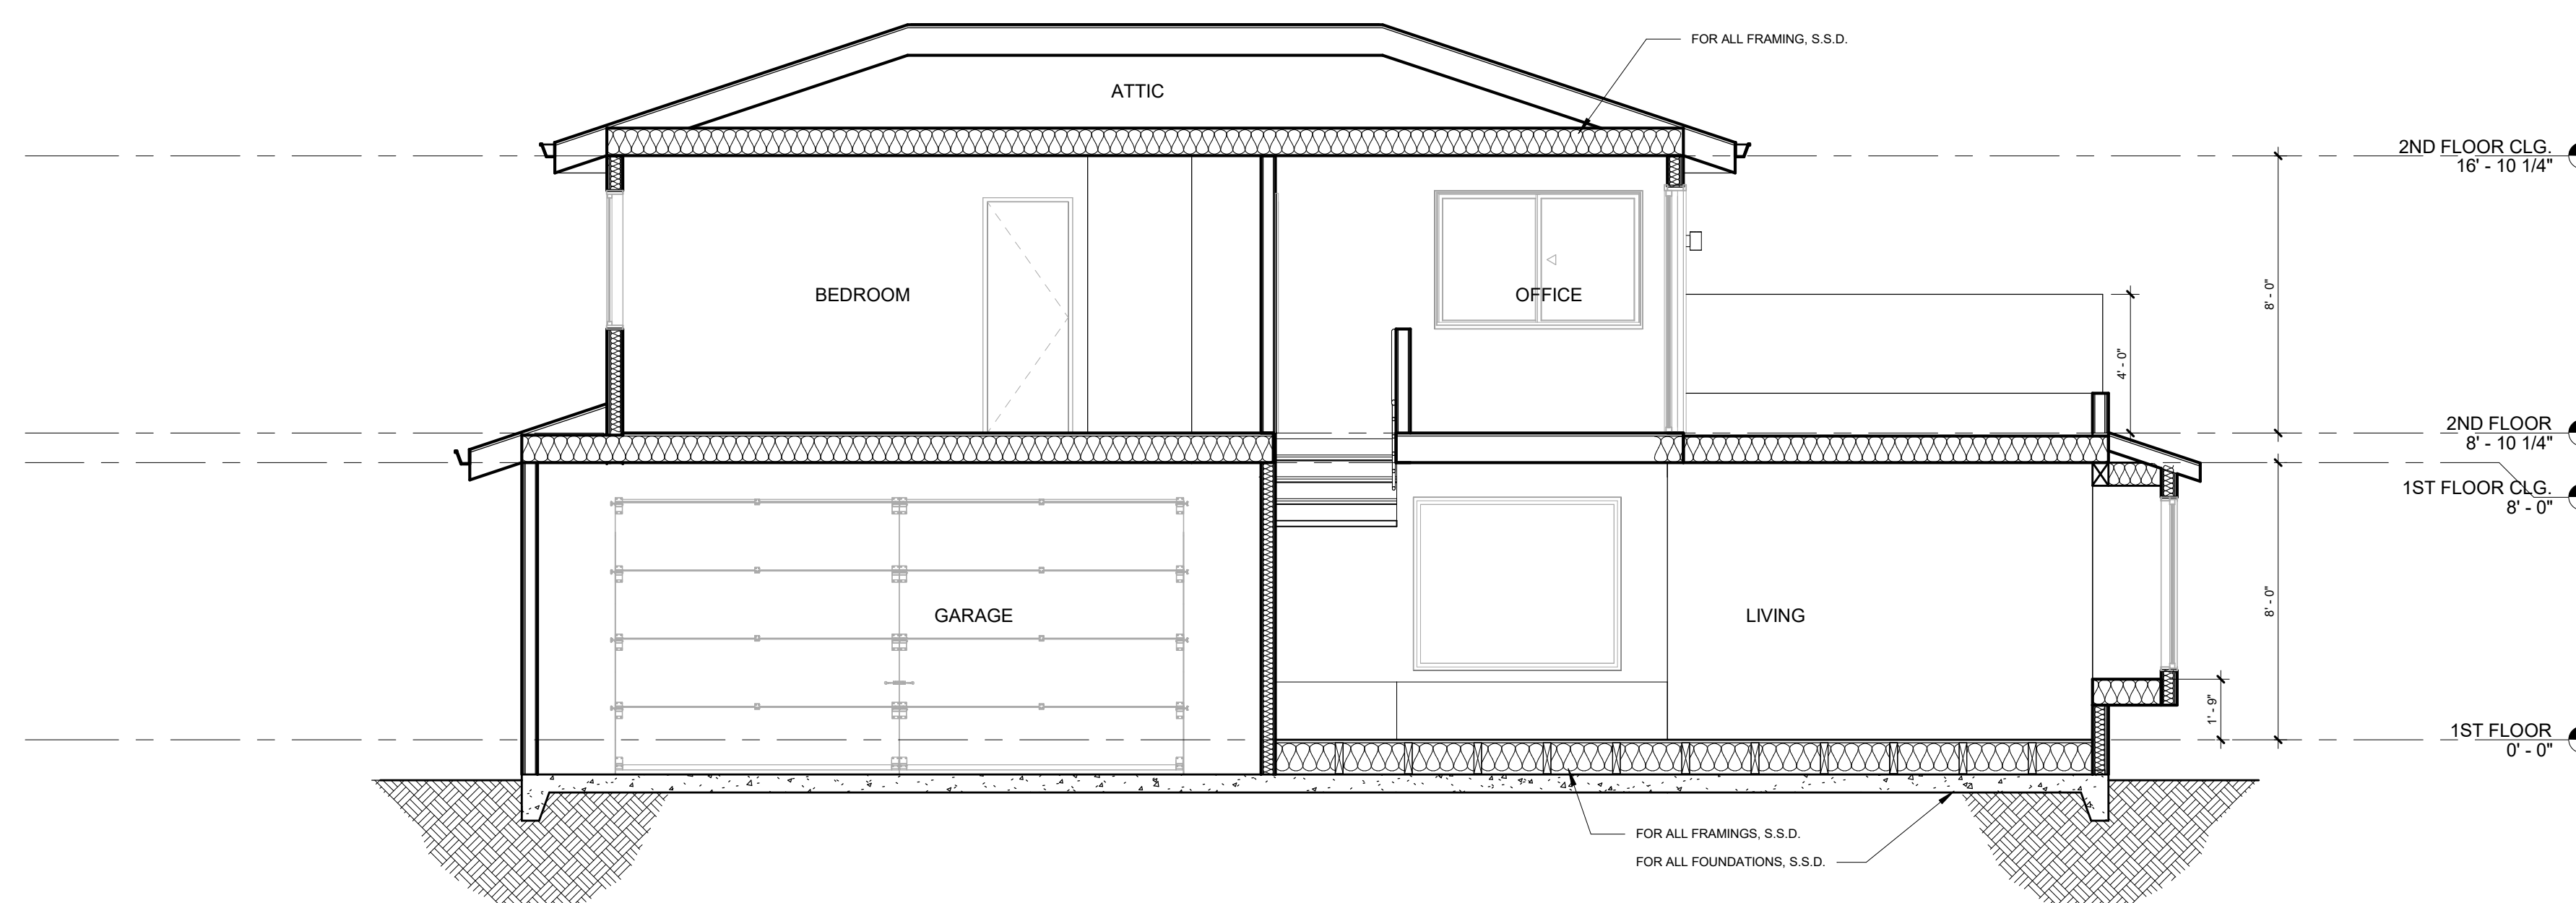 FOR ALL FRAMING, S.S.D.
ATTIC
2ND FLOOR CLG.
16' - 10 1/4"
BEDROOM
OFFICE
8' - 0"
4' - 0"
2ND FLOOR
8' - 10 1/4"
1ST FLOOR CLG.
8' - 0"
GARAGE
LIVING
8' - 0"
1' - 9"
1ST FLOOR
0' - 0"
FOR ALL FRAMINGS, S.S.D.
FOR ALL FOUNDATIONS, S.S.D.